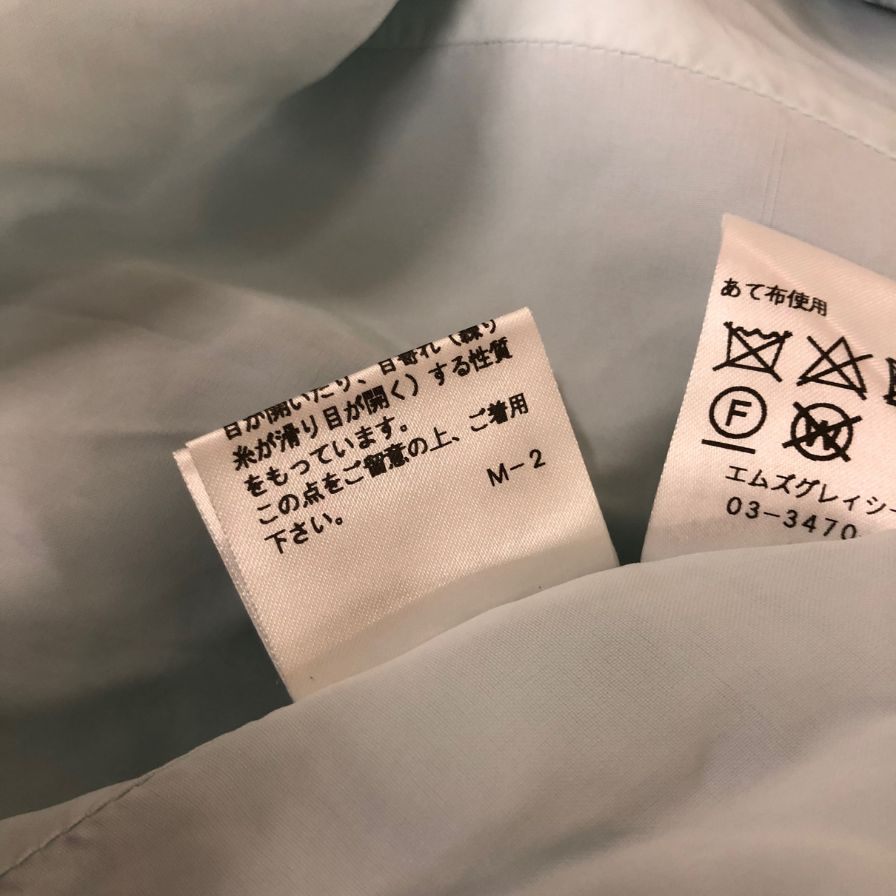 目が開いたり、目寄れ（縫り
糸が滑り目が開く）する性質
をもっています。
この点をご留意の上、ご着用
下さい。
M-2
あて布使用
F
W
エムズグレィシー
03-3470